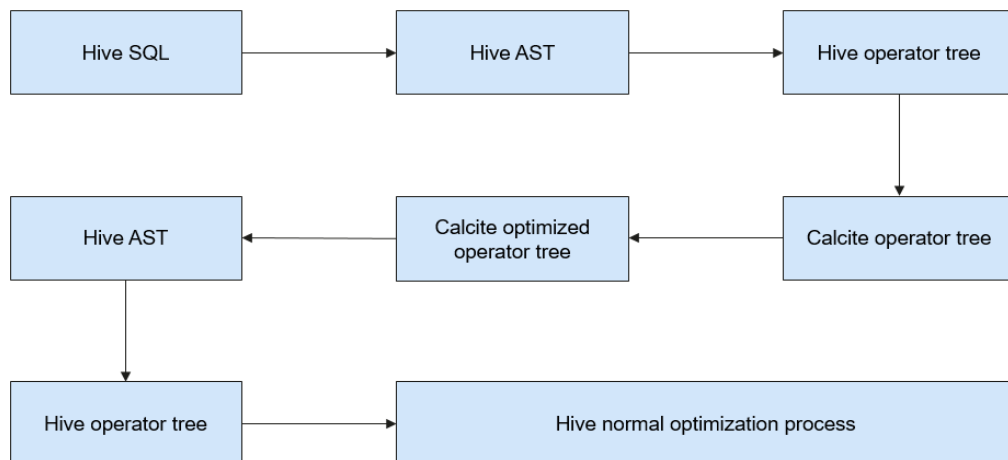 Hive SQL
Hive AST
Hive operator tree
Hive AST
Calcite optimized
operator tree
Calcite operator tree
Hive operator tree
Hive normal optimization process